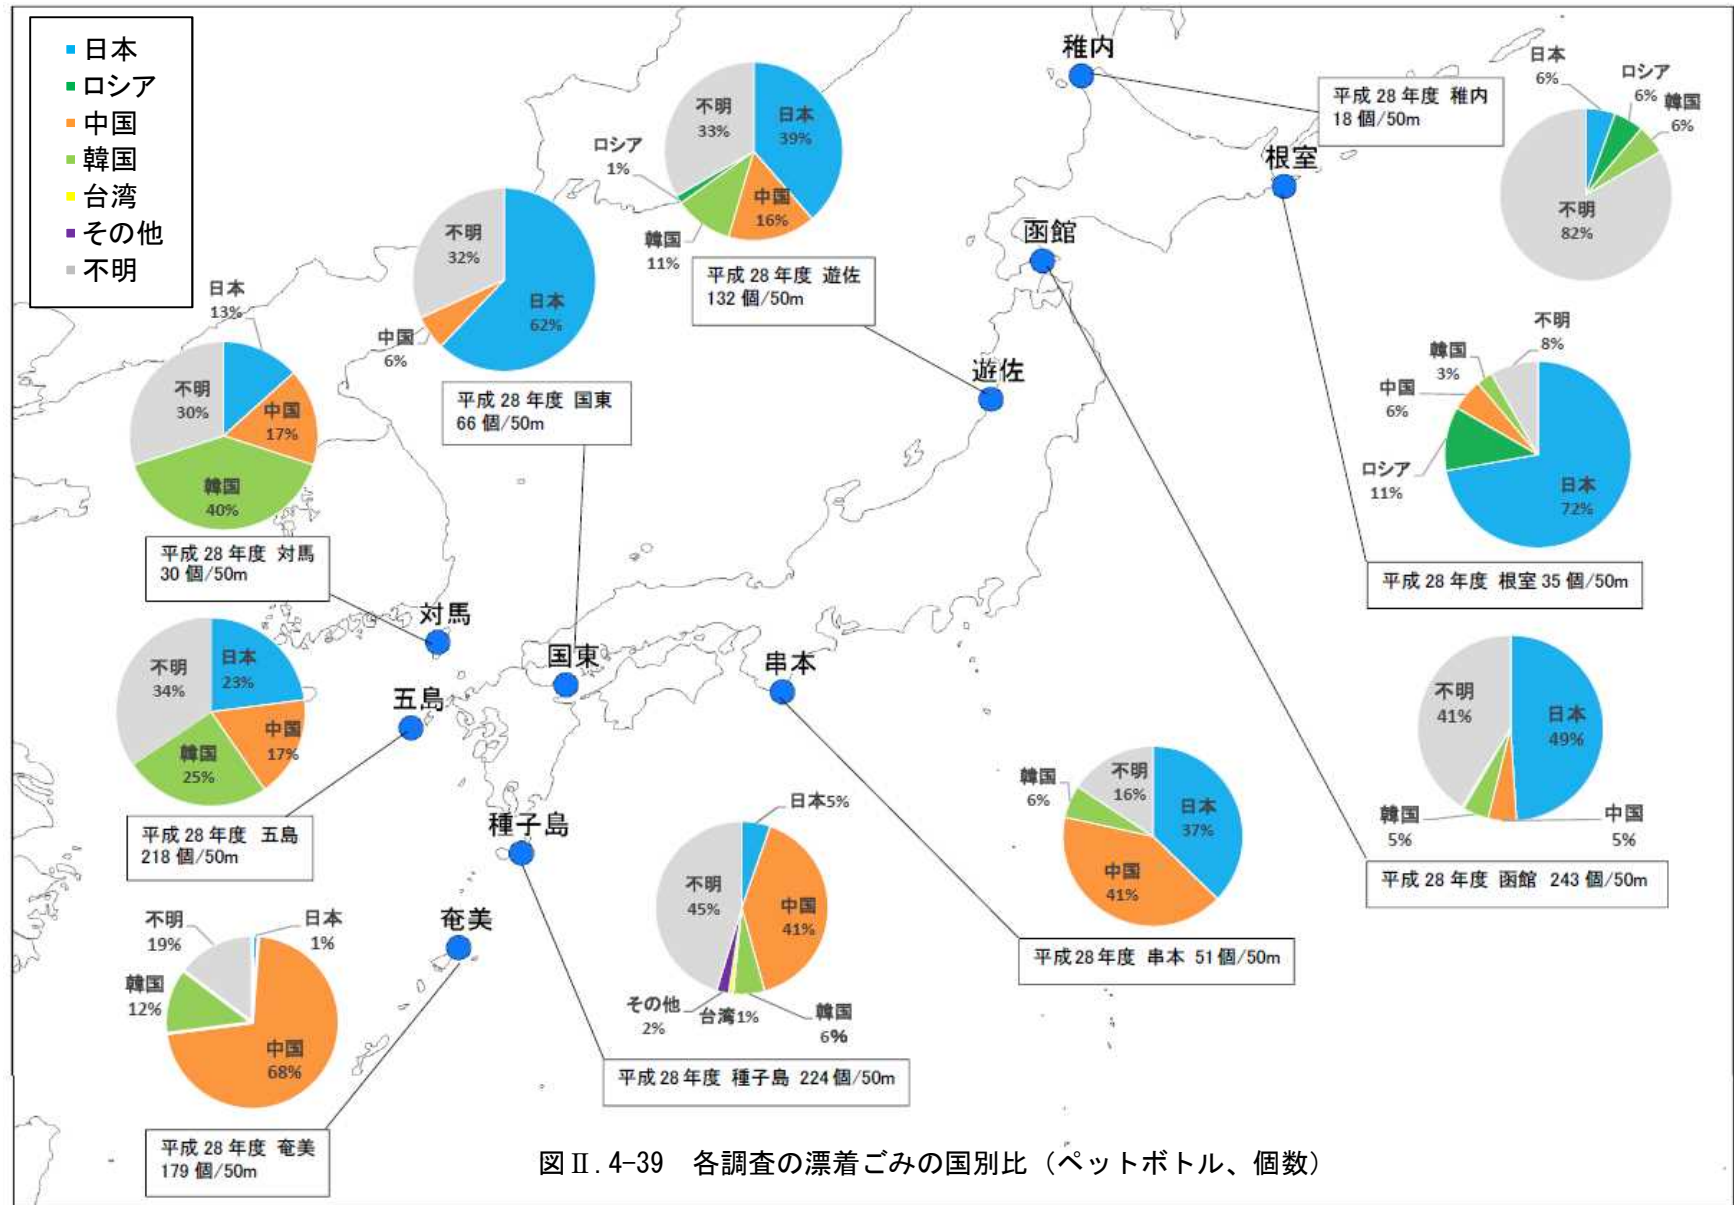 日本
ロシア
中国
韓国
台湾
その他
不明
稚内
根室
函館
遊佐
対馬
国東
串本
五島
種子島
奄美
日本
6%
ロシア
6%
韓国
6%
不明
82%
平成 28 年度 稚内
18 個/50m
不明
33%
日本
39%
ロシア
1%
中国
16%
韓国
11%
平成 28 年度 遊佐
132 個/50m
不明
32%
日本
62%
中国
6%
平成 28 年度 国東
66 個/50m
日本
13%
不明
30%
中国
17%
韓国
40%
平成 28 年度 対馬
30 個/50m
不明
8%
韓国
3%
中国
6%
ロシア
11%
日本
72%
平成 28 年度 根室 35 個/50m
不明
34%
日本
23%
中国
17%
韓国
25%
平成 28 年度 五島
218 個/50m
不明
41%
日本
49%
韓国
5%
中国
5%
平成 28 年度 函館 243 個/50m
韓国
6%
不明
16%
日本
37%
中国
41%
平成 28 年度 串本 51 個/50m
日本5%
不明
45%
中国
41%
その他
2%
台湾1%
韓国
6%
平成 28 年度 種子島 224 個/50m
不明
19%
日本
1%
韓国
12%
中国
68%
平成 28 年度 奄美
179 個/50m
図Ⅱ.4-39 各調査の漂着ごみの国別比（ペットボトル、個数）